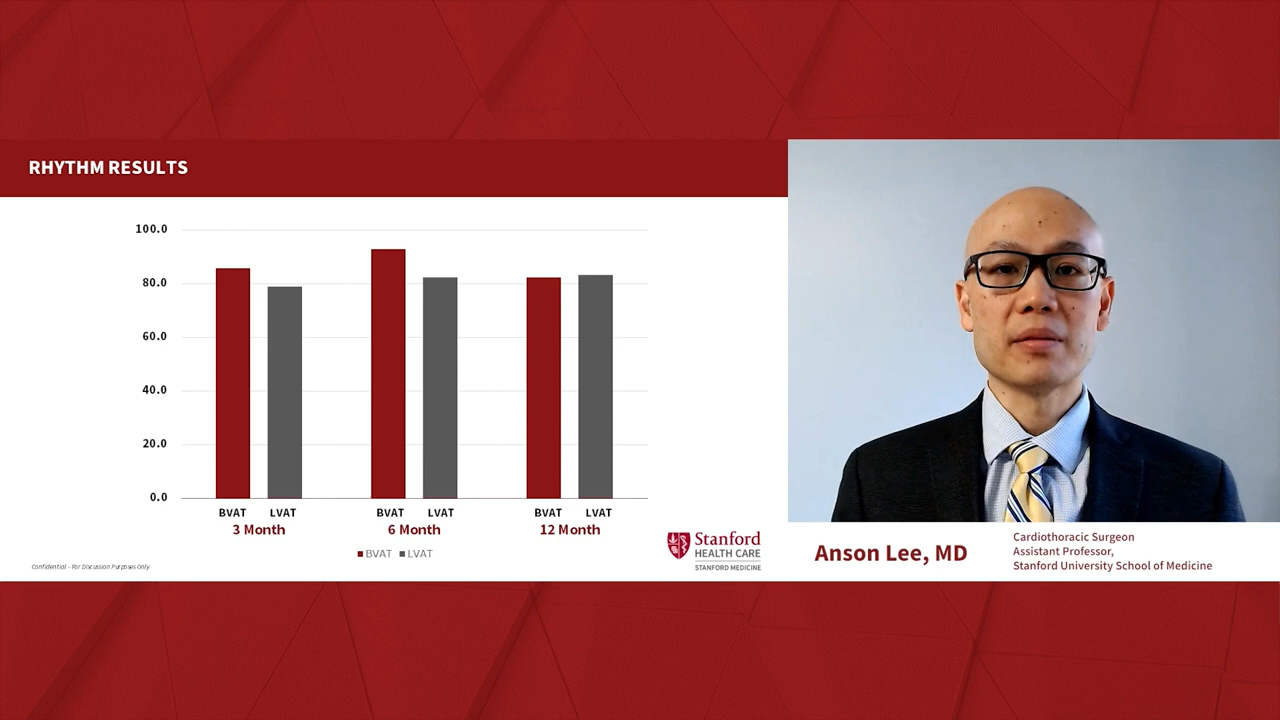 RHYTHM RESULTS
100.0
80.0
60.0
40.0
20.0
0.0
BVAT LVAT BVAT LVAT BVAT LVAT
3 Month 6 Month 12 Month
BVAT LVAT
Confidential - For Discussion Purposes Only
Stanford
HEALTH CARE
STANFORD MEDICINE
Anson Lee, MD
Cardiothoracic Surgeon
Assistant Professor,
Stanford University School of Medicine